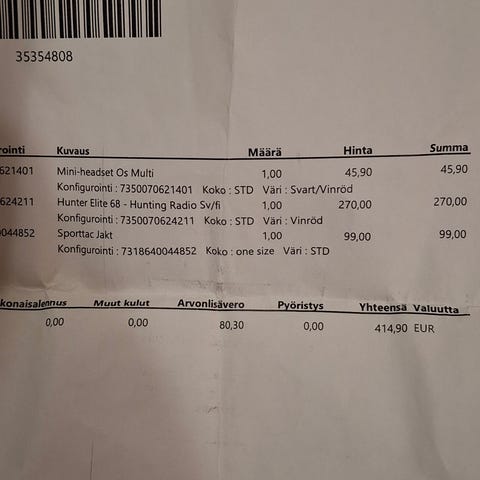 35354808
rointi Kuvaus Määrä Hinta Summa
621401 Mini-headset Os Multi 1,00 45,90 45,90
Konfigurointi : 7350070621401 Koko : STD Väri : Svart/Vinröd
624211 Hunter Elite 68 - Hunting Radio Sv/fi 1,00 270,00 270,00
Konfigurointi : 7350070624211 Koko : STD Väri : Vinröd
0044852 Sporttac Jakt 1,00 99,00 99,00
Konfigurointi : 7318640044852 Koko : one size Väri : STD
konaisalennus Muut kulut Arvonlisävero Pyöristys Yhteensä Valuutta
0,00 0,00 80,30 0,00 414,90 EUR